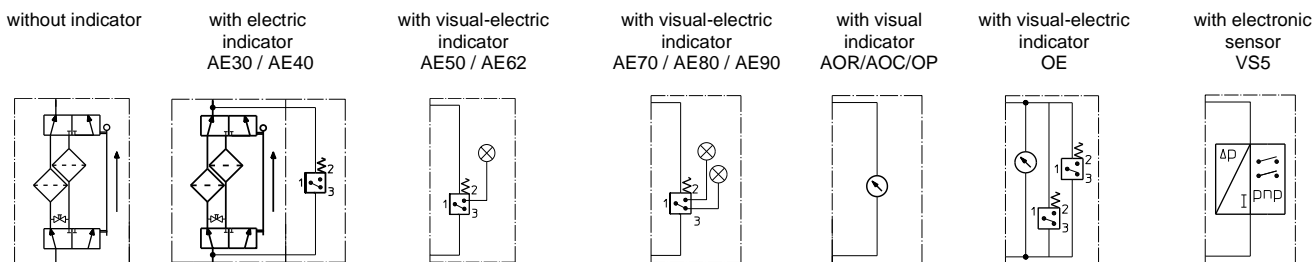 without indicator
with electric
indicator
AE30 / AE40
with visual-electric
indicator
AE50 / AE62
with visual-electric
indicator
AE70 / AE80 / AE90
with visual
indicator
AOR/AOC/OP
with visual-electric
indicator
OE
with electronic
sensor
VS5
1 2
3
1 2
3
1 2
3
1 2
3
1 2
3
Δp
I
pnp